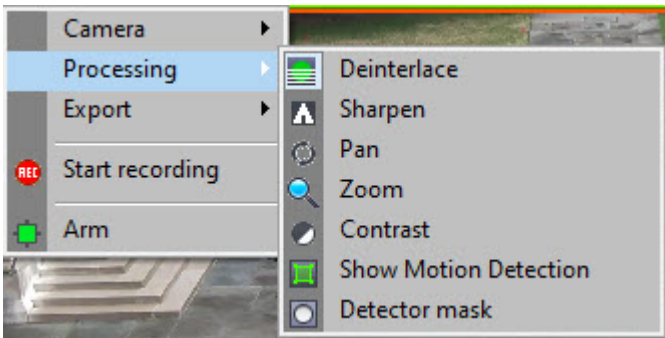 Camera
Processing
Export
REC
Start recording
Arm
Deinterlace
Sharpen
Pan
Zoom
Contrast
Show Motion Detection
Detector mask